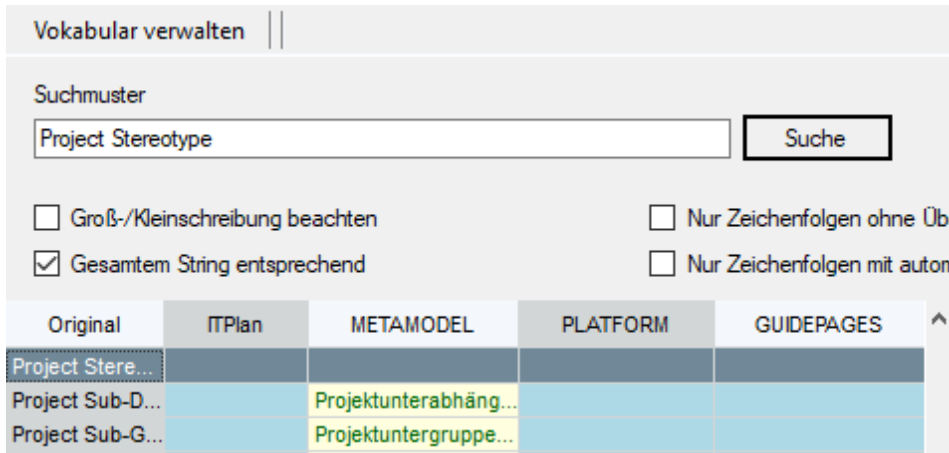 Vokabular verwalten
Suchmuster
Project Stereotype
Suche
Groß-/Kleinschreibung beachten
Nur Zeichenfolgen ohne Üb
Gesamtem String entsprechend
Nur Zeichenfolgen mit autom
Original ITPlan METAMODEL PLATFORM GUIDEPAGES
Project Stere...
Project Sub-D... Projektunterabhäng...
Project Sub-G... Projektuntergruppe...